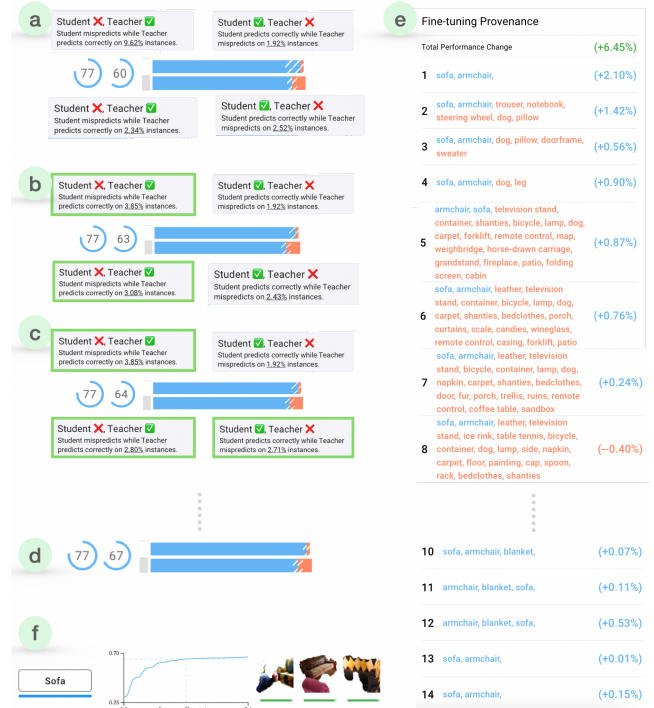 a
Student ❌, Teacher ✅
Student mispredicts while Teacher
predicts correctly on 9.62% instances.
Student ✅, Teacher ❌
Student predicts correctly while Teacher
mispredicts on 1.92% instances.
77 60
Student ❌, Teacher ✅
Student mispredicts while Teacher
predicts correctly on 2.34% instances.
Student ✅, Teacher ❌
Student predicts correctly while Teacher
mispredicts on 2.52% instances.
b
Student ❌, Teacher ✅
Student mispredicts while Teacher
predicts correctly on 3.85% instances.
Student ✅, Teacher ❌
Student predicts correctly while Teacher
mispredicts on 1.92% instances.
77 63
Student ❌, Teacher ✅
Student mispredicts while Teacher
predicts correctly on 3.08% instances.
Student ✅, Teacher ❌
Student predicts correctly while Teacher
mispredicts on 2.43% instances.
c
Student ❌, Teacher ✅
Student mispredicts while Teacher
predicts correctly on 3.85% instances.
Student ✅, Teacher ❌
Student predicts correctly while Teacher
mispredicts on 1.92% instances.
77 64
Student ❌, Teacher ✅
Student mispredicts while Teacher
predicts correctly on 2.80% instances.
Student ✅, Teacher ❌
Student predicts correctly while Teacher
mispredicts on 2.71% instances.
d
77 67
f
Sofa
0.70
0.25
e
Fine-tuning Provenance
Total Performance Change (+6.45%)
1 sofa, armchair, (+2.10%)
2 sofa, armchair, trouser, notebook,
steering wheel, dog, pillow (+1.42%)
3 sofa, armchair, dog, pillow, doorframe,
sweater (+0.56%)
4 sofa, armchair, dog, leg (+0.90%)
armchair, sofa, television stand,
container, shanties, bicycle, lamp, dog,
carpet, forklift, remote control, map,
5 weighbridge, horse-drawn carriage, (+0.87%)
grandstand, fireplace, patio, folding
screen, cabin
sofa, armchair, leather, television
stand, container, bicycle, lamp, dog,
6 carpet, shanties, bedclothes, porch, (+0.76%)
curtains, scale, candies, wineglass,
remote control, casing, forklift, patio
sofa, armchair, leather, television
stand, bicycle, container, lamp, dog,
7 napkin, carpet, shanties, bedclothes, (+0.24%)
door, fur, porch, trellis, ruins, remote
control, coffee table, sandbox
sofa, armchair, leather, television
stand, ice rink, table tennis, bicycle,
8 container, dog, lamp, side, napkin, (--0.40%)
carpet, floor, painting, cap, spoon,
rack, bedclothes, shanties
10 sofa, armchair, blanket, (+0.07%)
11 armchair, blanket, sofa, (+0.11%)
12 armchair, blanket, sofa, (+0.53%)
13 sofa, armchair, (+0.01%)
14 sofa, armchair, (+0.15%)